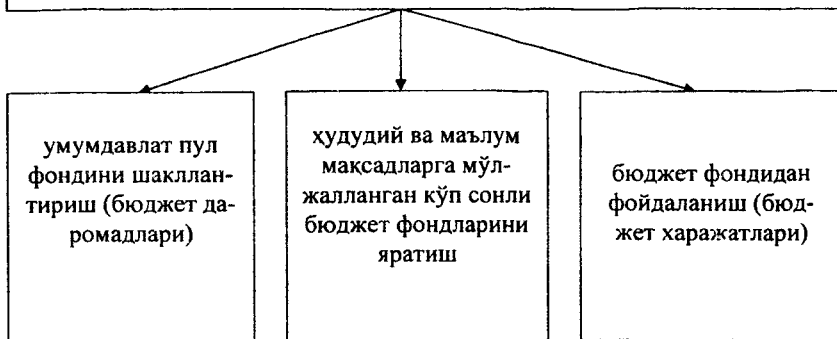 умумдавлат пул
фондини шакллан-
тириш (бюджет да-
ромадлари)
ҳудудий ва маълум
мақсадларга мўл-
жалланган кўп сонли
бюджет фондларини
яратиш
бюджет фондидан
фойдаланиш (бюд-
жет харажатлари)